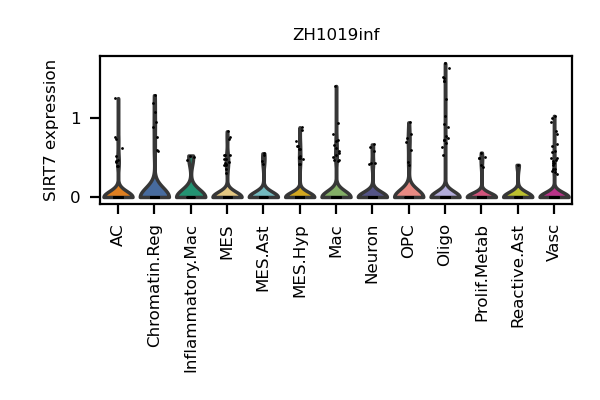 ZH1019inf
SIRT7 expression
1
0
AC
Chromatin.Reg
Inflammatory.Mac
MES
MES.Ast
MES.Hyp
Mac
Neuron
OPC
Oligo
Prolif.Metab
Reactive.Ast
Vasc